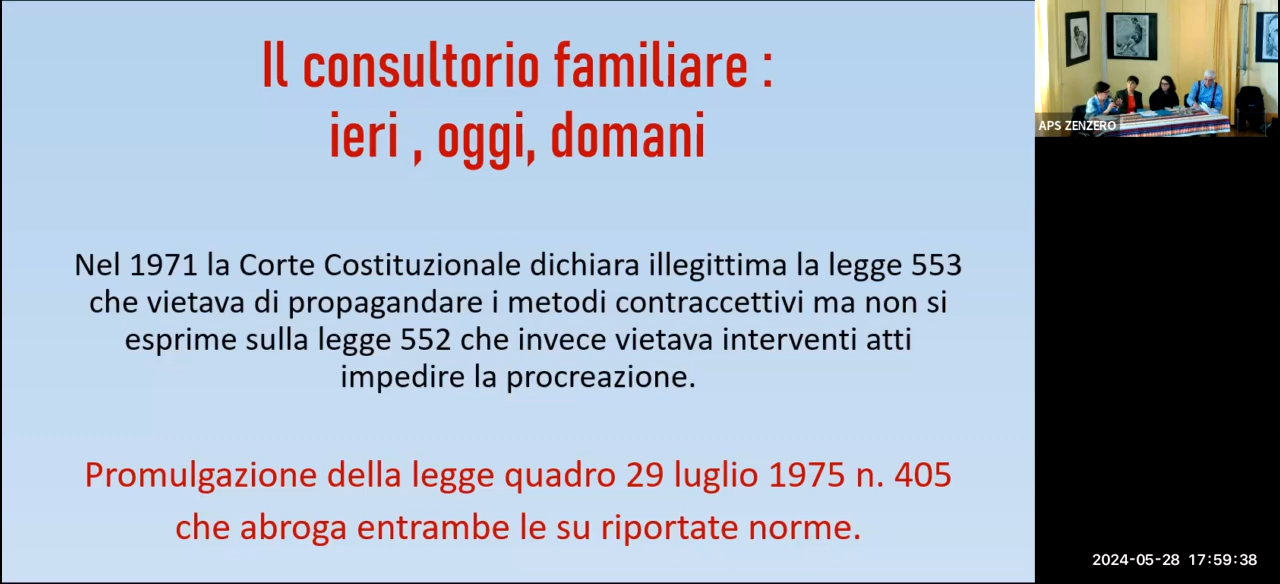 Il consultorio familiare :
ieri , oggi, domani
Nel 1971 la Corte Costituzionale dichiara illegittima la legge 553
che vietava di propagandare i metodi contraccettivi ma non si
esprime sulla legge 552 che invece vietava interventi atti
impedire la procreazione.
Promulgazione della legge quadro 29 luglio 1975 n. 405
che abroga entrambe le su riportate norme.
APS ZENZERO
2024-05-28 17:59:38